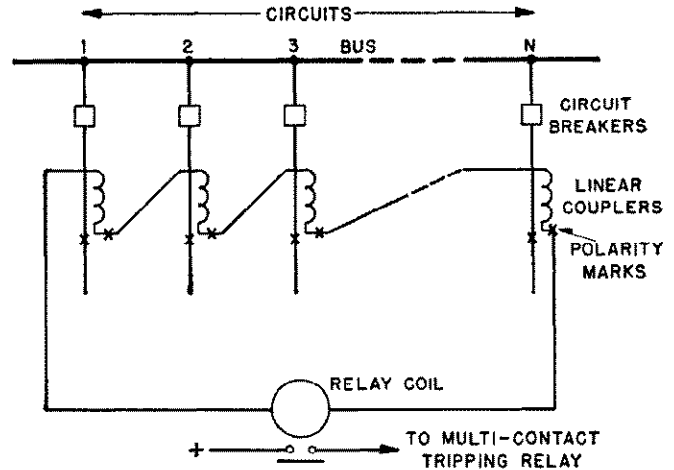 CIRCUITS
1 2 3 BUS N
CIRCUIT
BREAKERS
LINEAR
COUPLERS
POLARITY
MARKS
RELAY COIL
+
TO MULTI-CONTACT
TRIPPING RELAY